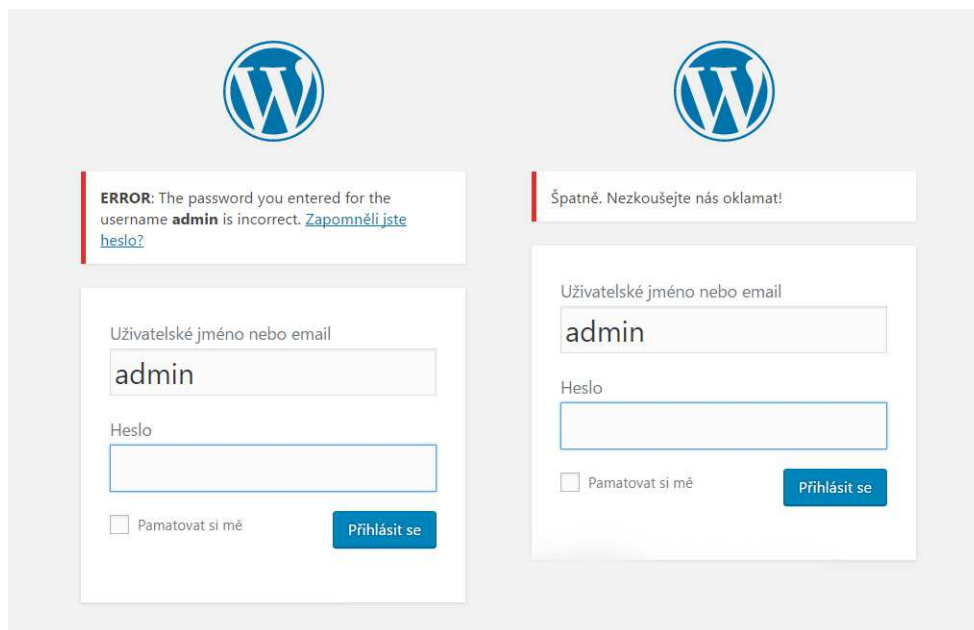 ERROR: The password you entered for the
username admin is incorrect. Zapomněli jste
heslo?
Uživatelské jméno nebo email
admin
Heslo
Pamatovat si mě
Přihlásit se
Špatně. Nezkoušejte nás oklamat!
Uživatelské jméno nebo email
admin
Heslo
Pamatovat si mě
Přihlásit se